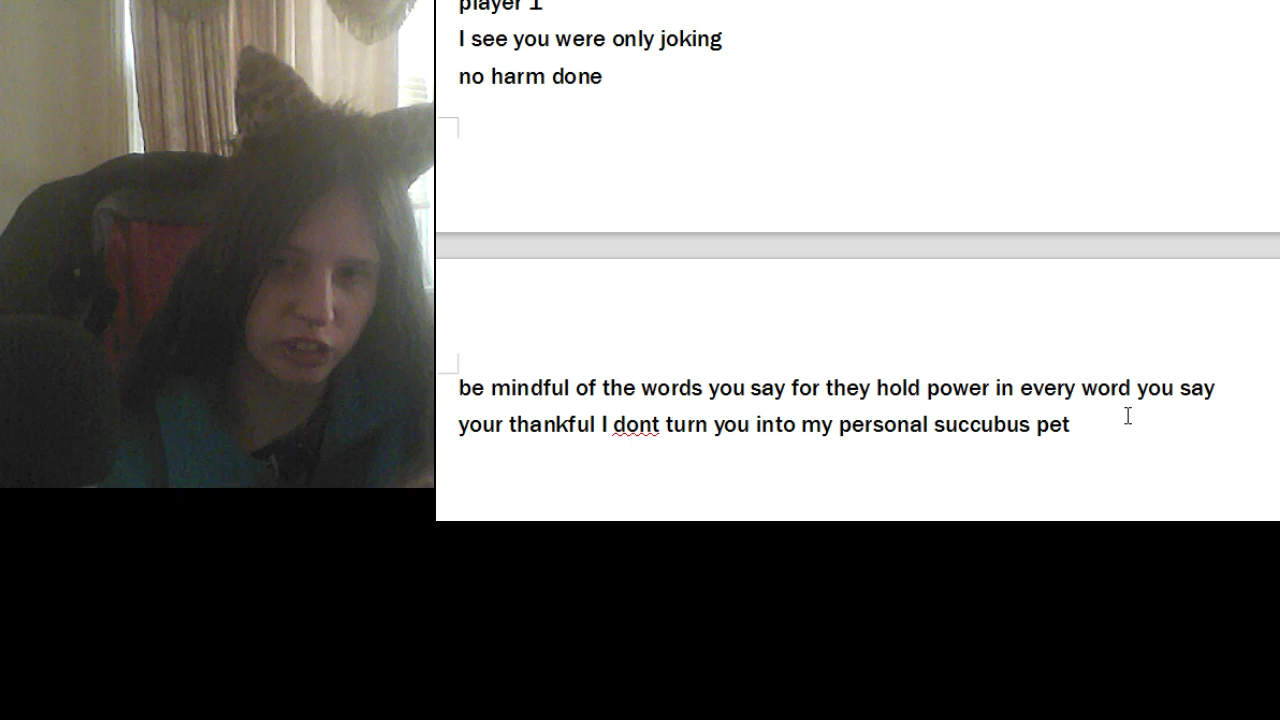 player 1
I see you were only joking
no harm done
be mindful of the words you say for they hold power in every word you say
your thankful I dont turn you into my personal succubus pet